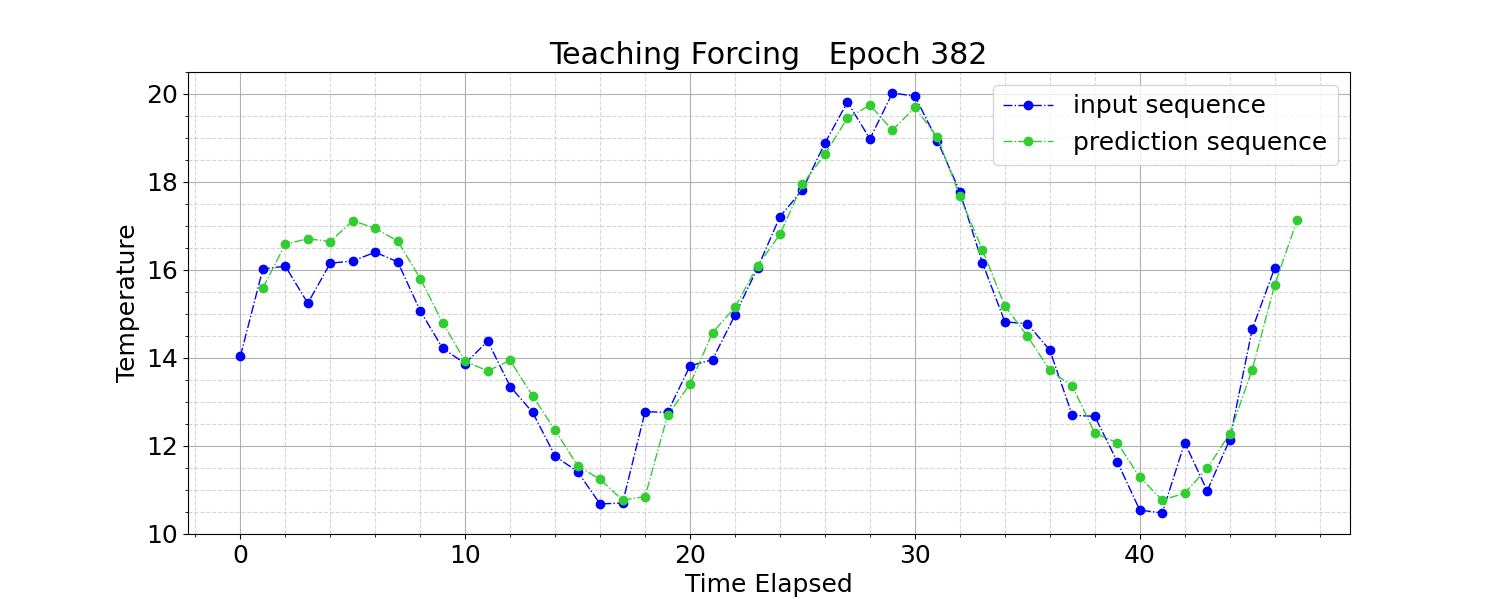 Teaching Forcing   Epoch 382
input sequence
prediction sequence
20
18
16
14
12
10
Temperature
0 10 20 30 40
Time Elapsed